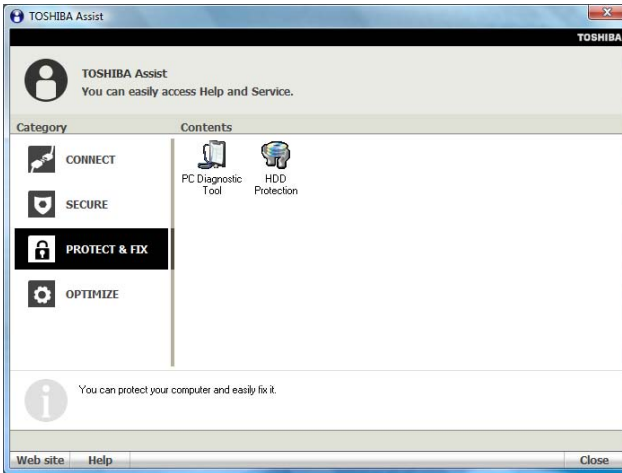 TOSHIBA Assist
TOSHIBA
TOSHIBA Assist
You can easily access Help and Service.
Category
Contents
CONNECT
SECURE
PROTECT & FIX
OPTIMIZE
PC Diagnostic
Tool
HDD
Protection
You can protect your computer and easily fix it.
Web site
Help
Close